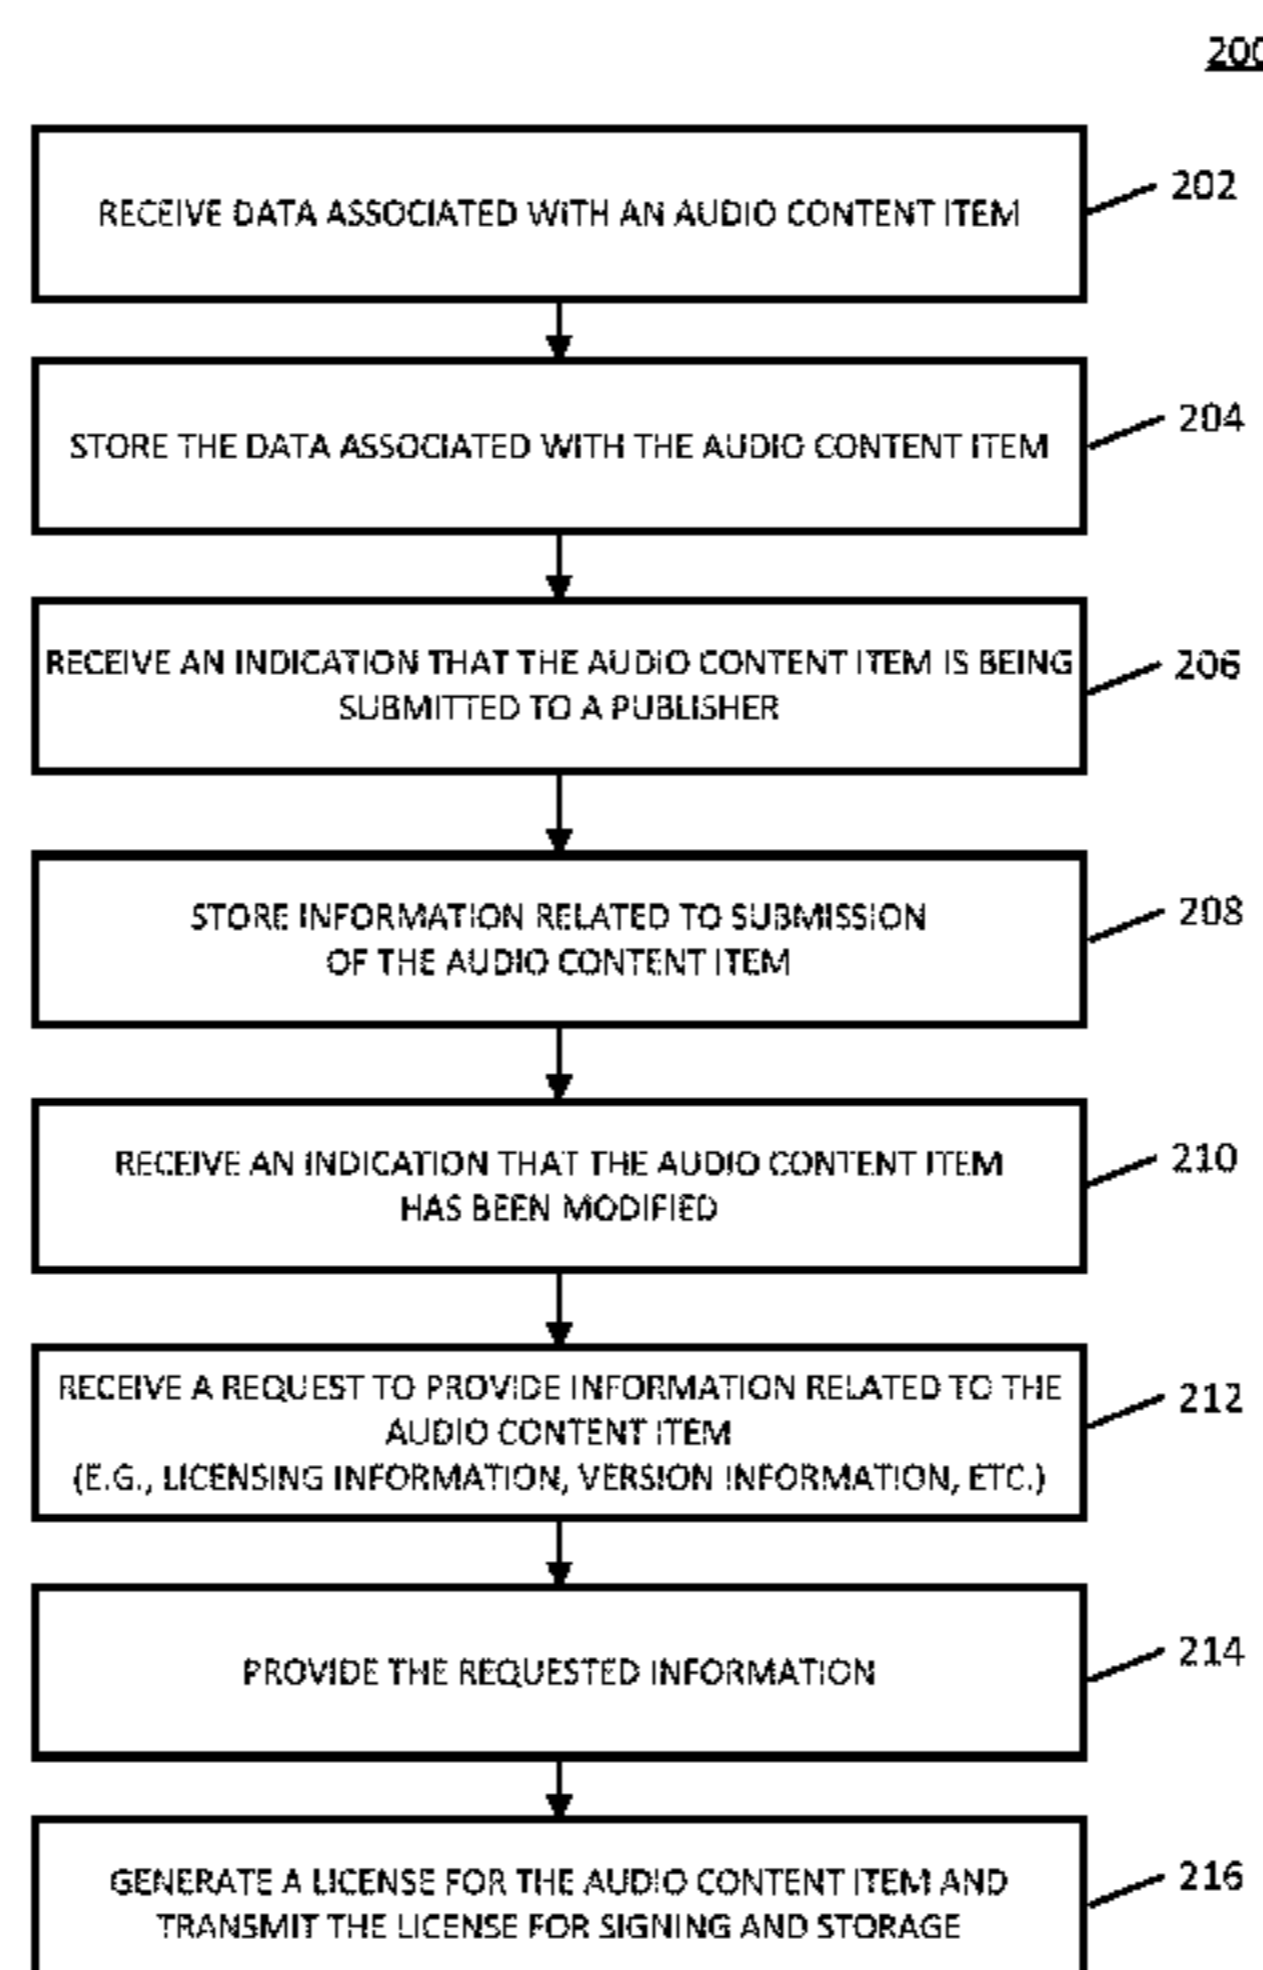 200
RECEIVE DATA ASSOCIATED WITH AN AUDIO CONTENT ITEM
202
STORE THE DATA ASSOCIATED WITH THE AUDIO CONTENT ITEM
204
RECEIVE AN INDICATION THAT THE AUDIO CONTENT ITEM IS BEING
SUBMITTED TO A PUBLISHER
206
STORE INFORMATION RELATED TO SUBMISSION
OF THE AUDIO CONTENT ITEM
208
RECEIVE AN INDICATION THAT THE AUDIO CONTENT ITEM
HAS BEEN MODIFIED
210
RECEIVE A REQUEST TO PROVIDE INFORMATION RELATED TO THE
AUDIO CONTENT ITEM
(E.G., LICENSING INFORMATION, VERSION INFORMATION, ETC.)
212
PROVIDE THE REQUESTED INFORMATION
214
GENERATE A LICENSE FOR THE AUDIO CONTENT ITEM AND
TRANSMIT THE LICENSE FOR SIGNING AND STORAGE
216